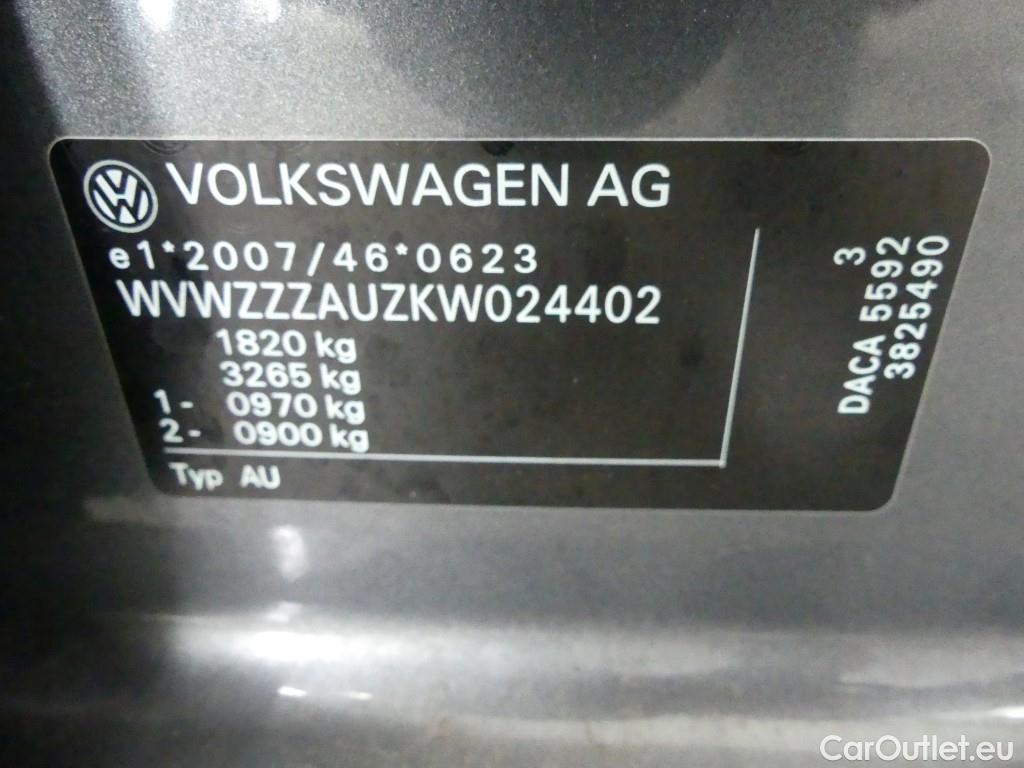 VOLKSWAGEN AG
e1*2007/46*0623
WVWZZZAUZKW024402
1820 kg
3265 kg
1- 0970 kg
2- 0900 kg
Typ AU
3
DACA 5592
3825490
CarOutlet.eu